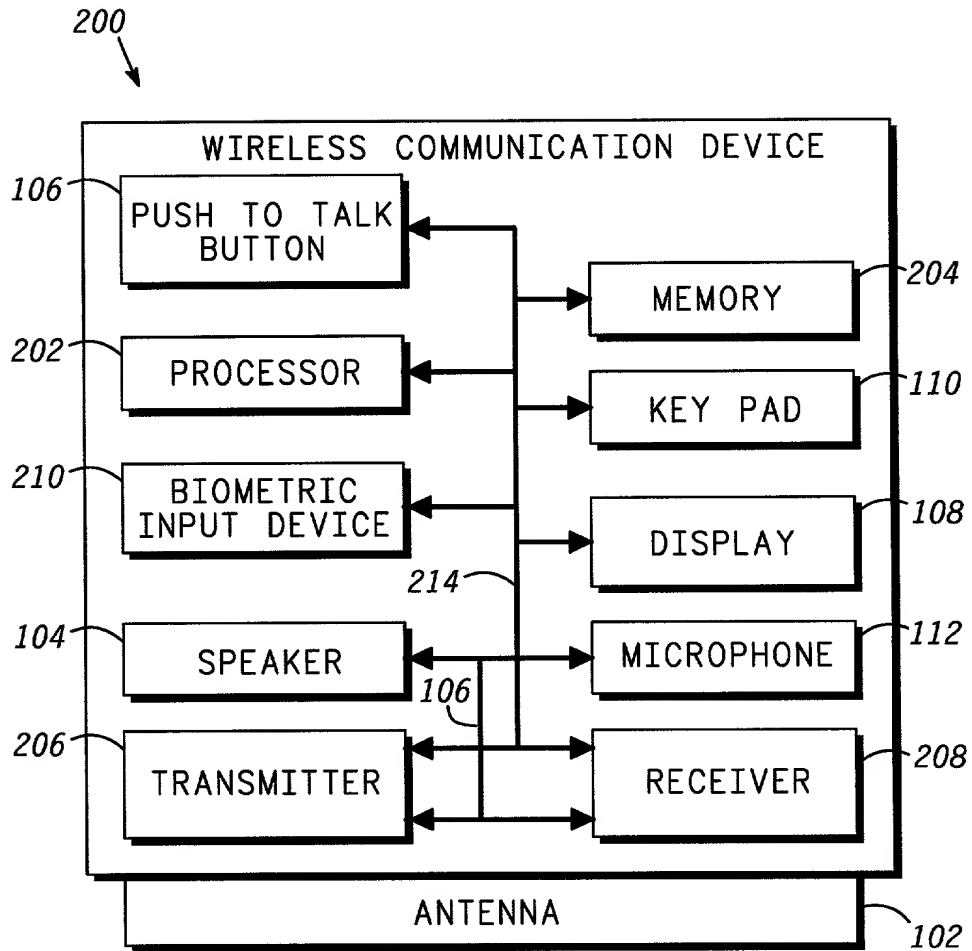 200
WIRELESS COMMUNICATION DEVICE
106
PUSH TO TALK
BUTTON
204
MEMORY
202
PROCESSOR
110
KEY PAD
210
BIOMETRIC
INPUT DEVICE
108
DISPLAY
214
104
SPEAKER
112
MICROPHONE
106
206
TRANSMITTER
208
RECEIVER
ANTENNA
102